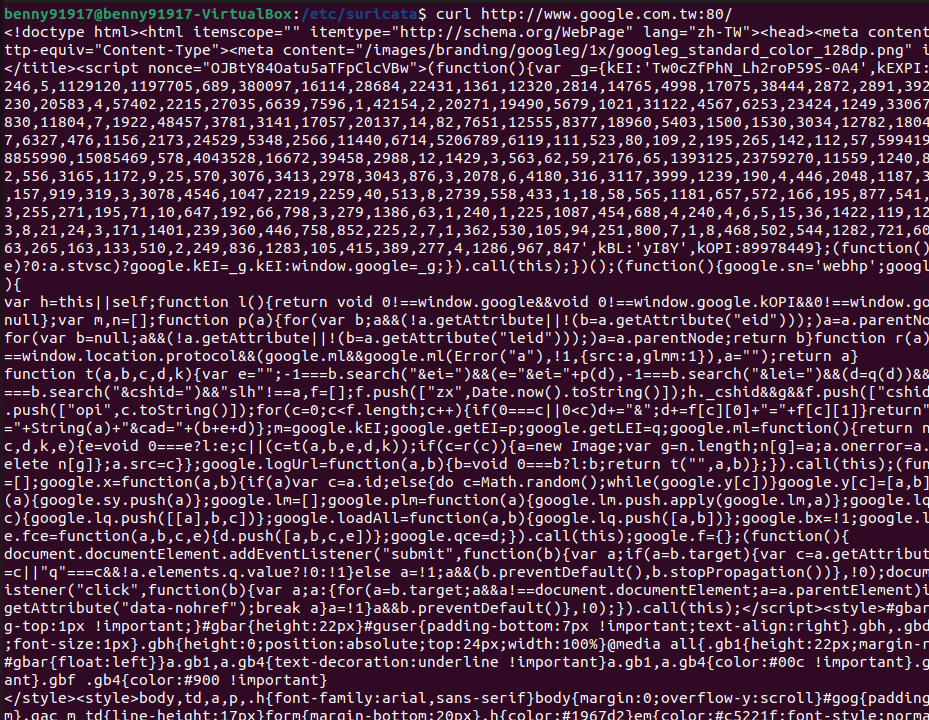 benny91917@benny91917-VirtualBox:/etc/suricata$ curl http://www.google.com.tw:80/
<!doctype html><html itemscope="" itemtype="http://schema.org/WebPage" lang="zh-TW"><head><meta content
ttp-equiv="Content-Type"><meta content="/images/branding/googleg/1x/googleg_standard_color_128dp.png" i
</title><script nonce="OJBtY84Oatu5aTFpClcVBw">(function(){var _g={kEI:'Tw0cZfPhN_Lh2roP59S-0A4',kEXPI:
246,5,1129120,1197705,689,380097,16114,28684,22431,1361,12320,2814,14765,4998,17075,38444,2872,2891,392
230,20583,4,57402,2215,27035,6639,7596,1,42154,2,20271,19490,5679,1021,31122,4567,6253,23424,1249,33067
830,11804,7,1922,48457,3781,3141,17057,20137,14,82,7651,12555,8377,18960,5403,1500,1530,3034,12782,1804
7,6327,476,1156,2173,24529,5348,2566,11440,6714,5206789,6119,111,523,80,109,2,195,265,142,112,57,599419
8855990,15085469,578,4043528,16672,39458,2988,12,1429,3,563,62,59,2176,65,1393125,23759270,11559,1240,8
2,556,3165,1172,9,25,570,3076,3413,2978,3043,876,3,2078,6,4180,316,3117,3999,1239,190,4,446,2048,1187,3
,157,919,319,3,3078,4546,1047,2219,2259,40,513,8,2739,558,433,1,18,58,565,1181,657,572,166,195,877,541,
3,255,271,195,71,10,647,192,66,798,3,279,1386,63,1,240,1,225,1087,454,688,4,240,4,6,5,15,36,1422,119,12
3,8,21,24,3,171,1401,239,360,446,758,852,225,2,7,1,362,530,105,94,251,800,7,1,8,468,502,544,1282,721,60
63,265,163,133,510,2,249,836,1283,105,415,389,277,4,1286,967,847',kBL:'yI8Y',kOPI:89978449};(function()
e)?0:a.stvsc)?google.kEI=_g.kEI:window.google=_g;}).call(this);})();(function(){google.sn='webhp';googl
){
var h=this||self;function l(){return void 0!==window.google&&void 0!==window.google.kOPI&&0!==window.go
null};var m,n=[];function p(a){for(var b;a&&(!a.getAttribute||!(b=a.getAttribute("eid")));)a=a.parentNo
for(var b=null;a&&(!a.getAttribute||!(b=a.getAttribute("leid")));)a=a.parentNode;return b}function r(a)
==window.location.protocol&&(google.ml&&google.ml(Error("a"),!1,{src:a,glmm:1}),a="");return a}
function t(a,b,c,d,k){var e="";-1===b.search("&ei=")&&(e="&ei="+p(d),-1===b.search("&lei=")&&(d=q(d))&&
===b.search("&cshid=")&&"slh"!==a,f=[];f.push(["zx",Date.now().toString()]);h._cshid&&g&&f.push(["cshid
.push(["opi",c.toString()]);for(c=0;c<f.length;c++){if(0===c||0<c)d+="&";d+=f[c][0]+"="+f[c][1]}return"
="+String(a)+"&cad="+(b+e+d)};m=google.kEI;google.getEI=p;google.getLEI=q;google.ml=function(){return n
c,d,k,e){e=void 0===e?l:e;c||(c=t(a,b,e,d,k));if(c=r(c)){a=new Image;var g=n.length;n[g]=a;a.onerror=a.
elete n[g]};a.src=c}};google.logUrl=function(a,b){b=void 0===b?l:b;return t("",a,b)};}).call(this);(fun
=[];google.x=function(a,b){if(a)var c=a.id;else{do c=Math.random();while(google.y[c])}google.y[c]=[a,b]
(a){google.sy.push(a)};google.lm=[];google.plm=function(a){google.lm.push.apply(google.lm,a)};google.lq
c){google.lq.push([[a],b,c])};google.loadAll=function(a,b){google.lq.push([a,b])};google.bx=!1;google.l
e.fce=function(a,b,c,e){d.push([a,b,c,e])};google.qce=d;}).call(this);google.f={};(function(){
document.documentElement.addEventListener("submit",function(b){var a;if(a=b.target){var c=a.getAttribut
=c||"q"===c&&!a.elements.q.value?!0:!1}else a=!1;a&&(b.preventDefault(),b.stopPropagation())},!0);docum
istener("click",function(b){var a;a:{for(a=b.target;a&&a!==document.documentElement;a=a.parentElement)i
getAttribute("data-nohref");break a}a=!1}a&&b.preventDefault()},!0);}).call(this);</script><style>#gbar
g-top:1px !important;}#gbar{height:22px}#guser{padding-bottom:7px !important;text-align:right}.gbh,.gbd
;font-size:1px}.gbh{height:0;position:absolute;top:24px;width:100%}@media all{.gb1{height:22px;margin-r
#gbar{float:left}}a.gb1,a.gb4{text-decoration:underline !important}a.gb1,a.gb4{color:#00c !important}.g
ant}.gbf .gb4{color:#900 !important}
</style><style>body,td,a,p,.h{font-family:arial,sans-serif}body{margin:0;overflow-y:scroll}#gog{padding
m}.gac_m td{line-height:17px}form{margin-bottom:20px}.h{color:#1967d2}em{color:#c5221f;font-style:norma